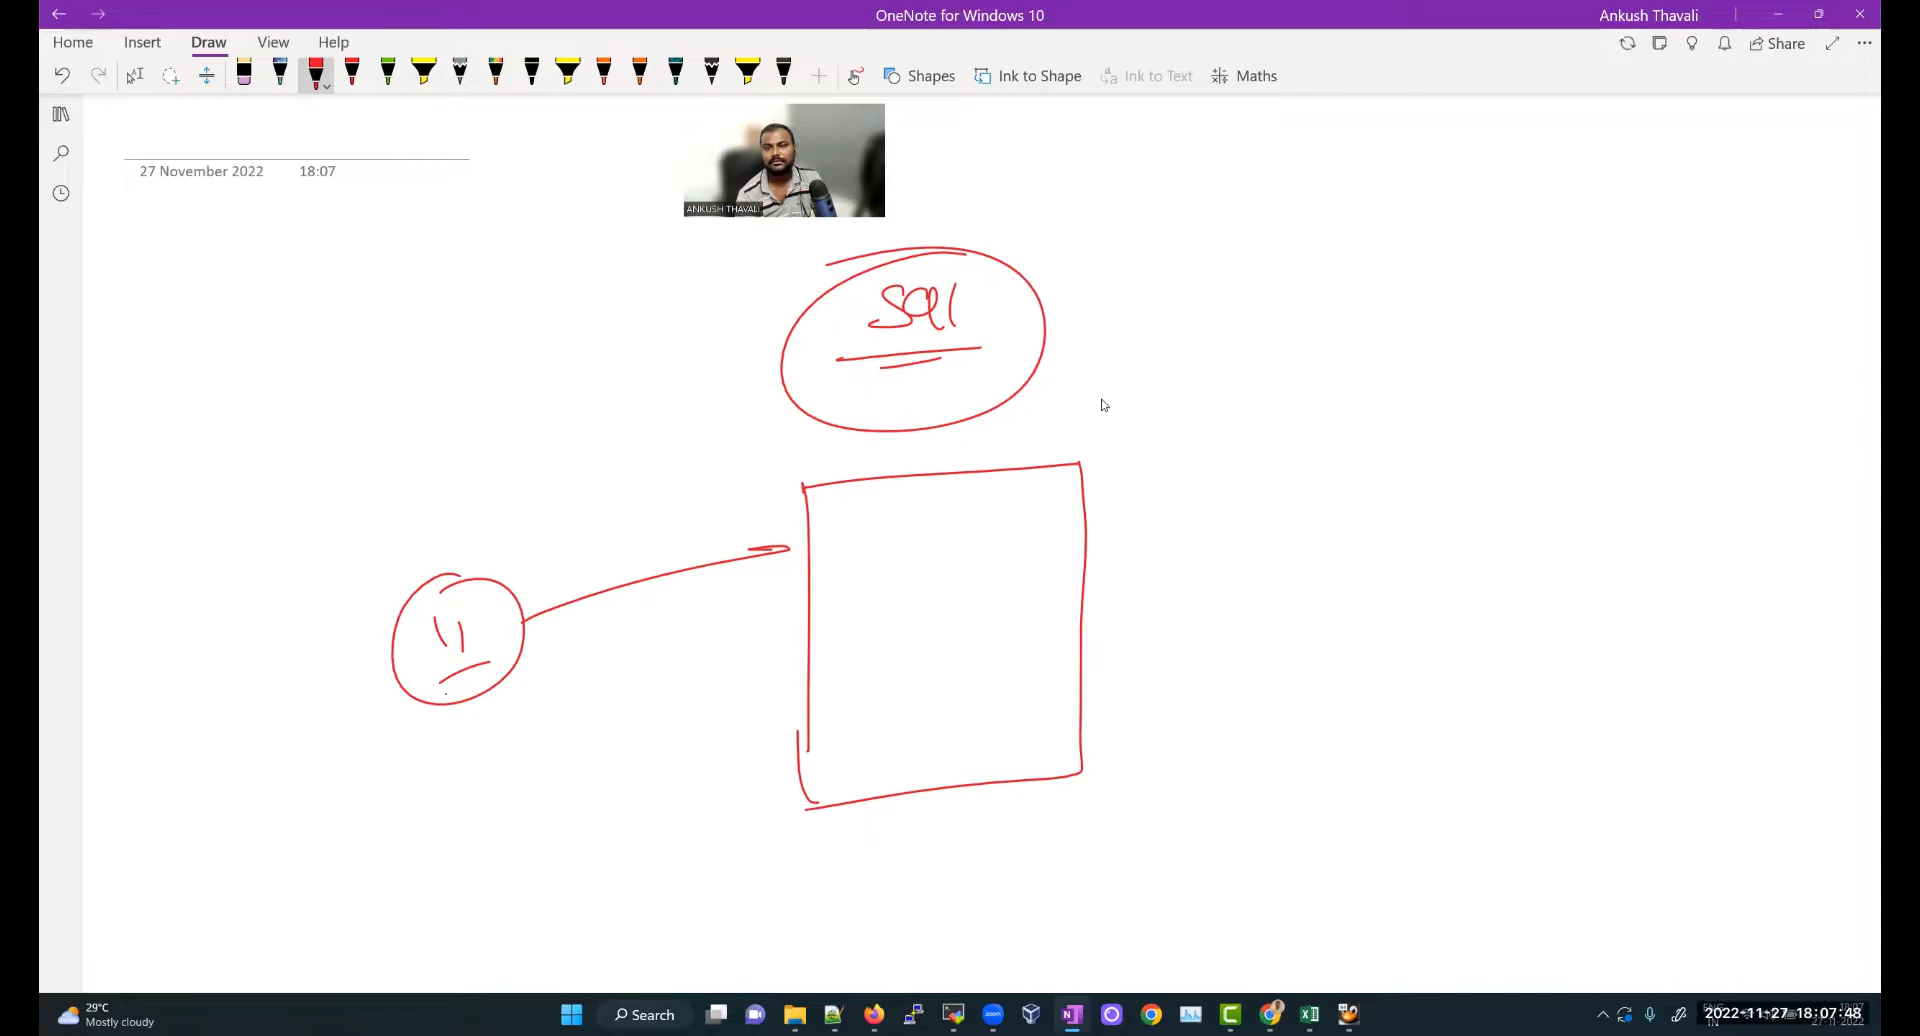 OneNote for Windows 10
Ankush Thavali
Home Insert Draw View Help
Share
Shapes Ink to Shape Ink to Text Maths
27 November 2022 18:07
ANKUSH THAVALI
sql
29°C
Mostly cloudy
Search
zoom
2022-11-27 18:07:48